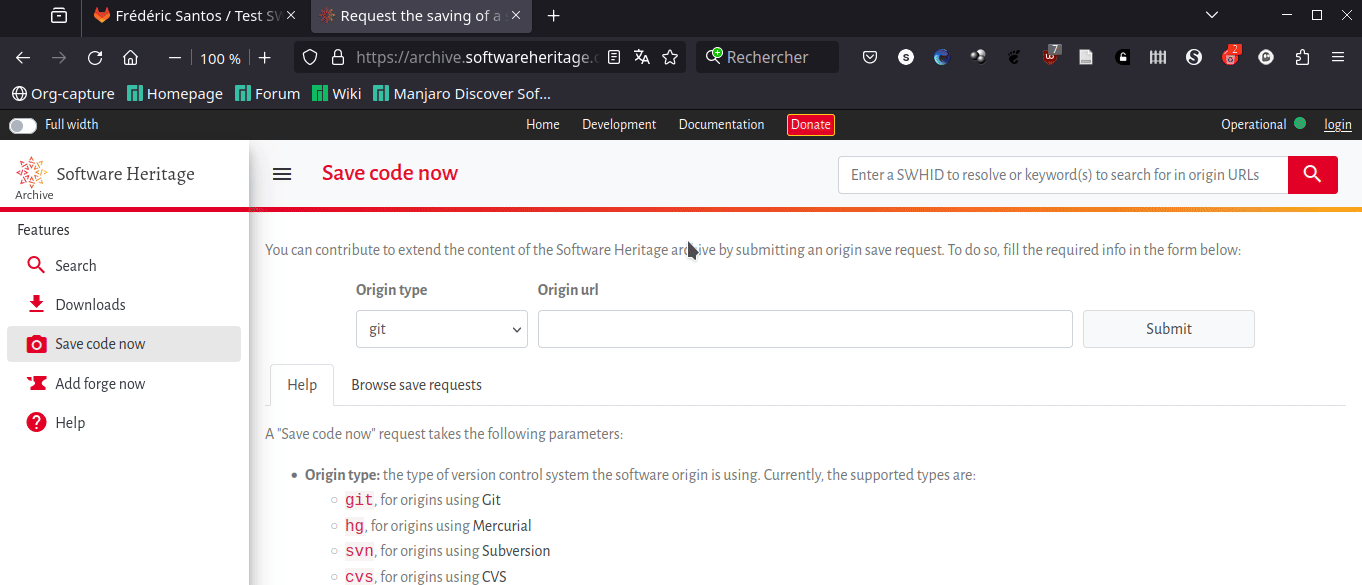 Frédéric Santos / Test SW
Request the saving of a
100 %
https://archive.softwareheritage.o
Rechercher
7
2
Org-capture
Homepage
Forum
Wiki
Manjaro Discover Sof...
Full width
Home
Development
Documentation
Donate
Operational
login
Software Heritage
Archive
Save code now
Enter a SWHID to resolve or keyword(s) to search for in origin URLs
Features
Search
Downloads
Save code now
Add forge now
Help
You can contribute to extend the content of the Software Heritage archive by submitting an origin save request. To do so, fill the required info in the form below:
Origin type
Origin url
git
Submit
Help
Browse save requests
A "Save code now" request takes the following parameters:
Origin type: the type of version control system the software origin is using. Currently, the supported types are:
git, for origins using Git
hg, for origins using Mercurial
svn, for origins using Subversion
cvs, for origins using CVS